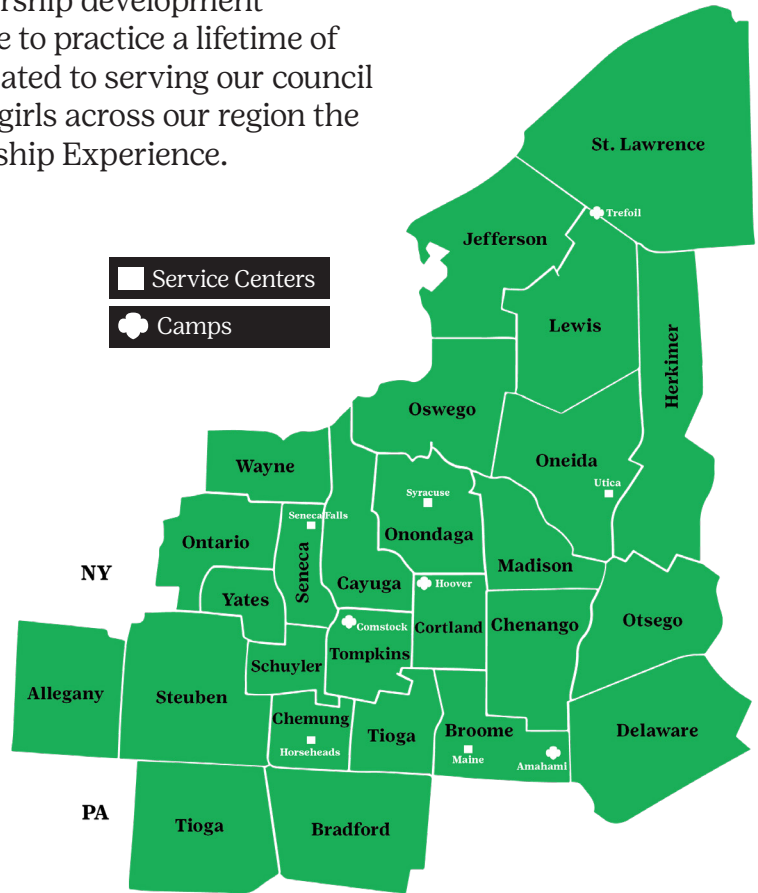 ership development
e to practice a lifetime of
ated to serving our council
girls across our region the
ship Experience.
St. Lawrence
Trefoil
Jefferson
Service Centers
Camps
Lewis
Herkimer
Oswego
Wayne
Oneida
Utica
Syracuse
Seneca Falls
Onondaga
Ontario
Seneca
Madison
NY
Cayuga
Hoover
Yates
Comstock
Cortland
Chenango
Otsego
Tompkins
Schuyler
Allegany
Steuben
Chemung
Horseheads
Tioga
Broome
Maine
Amahami
Delaware
PA
Tioga
Bradford